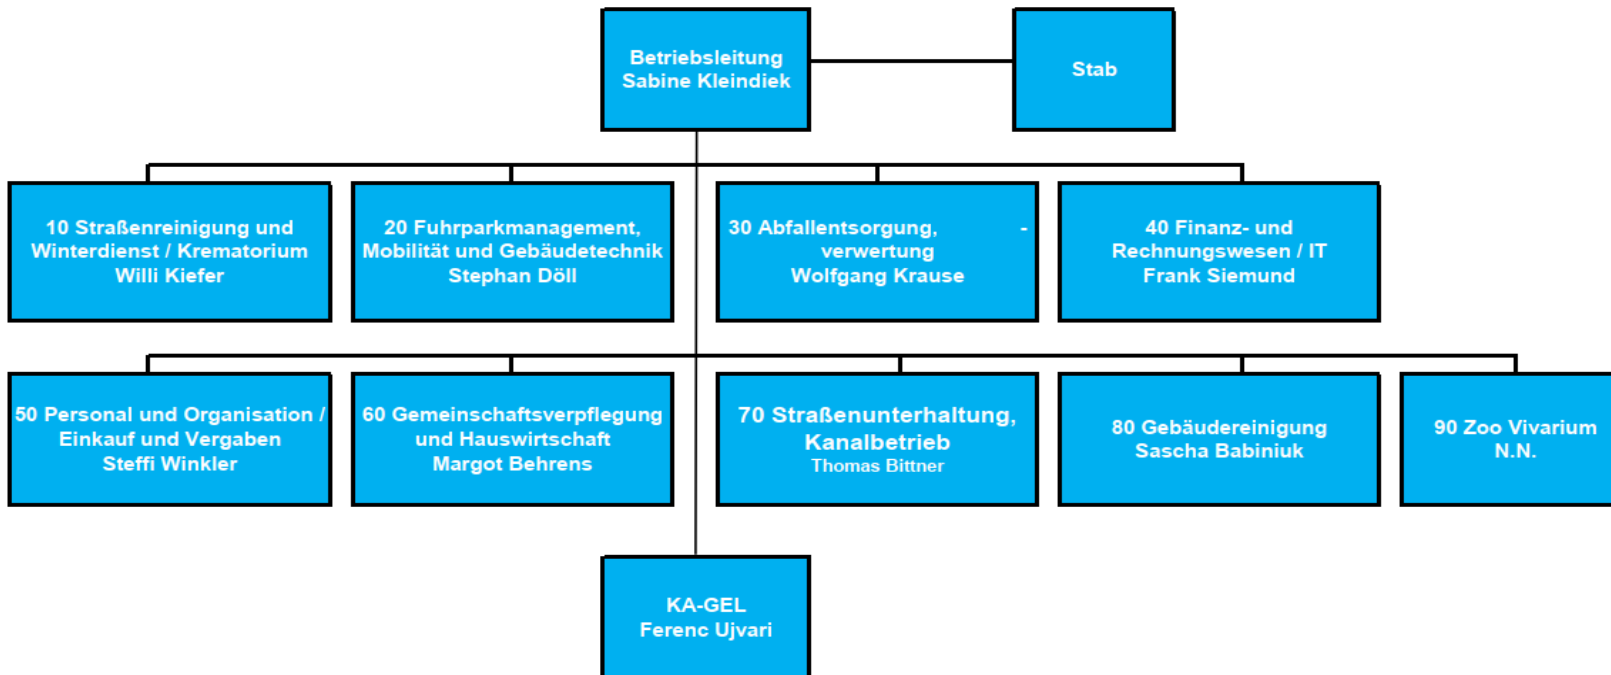 Betriebsleitung
Sabine Kleindiek
Stab
10 Straßenreinigung und
Winterdienst / Krematorium
Willi Kiefer
20 Fuhrparkmanagement,
Mobilität und Gebäudetechnik
Stephan Döll
30 Abfallentsorgung, -
verwertung
Wolfgang Krause
40 Finanz- und
Rechnungswesen / IT
Frank Siemund
50 Personal und Organisation /
Einkauf und Vergaben
Steffi Winkler
60 Gemeinschaftsverpflegung
und Hauswirtschaft
Margot Behrens
70 Straßenunterhaltung,
Kanalbetrieb
Thomas Bittner
80 Gebäudereinigung
Sascha Babiniuk
90 Zoo Vivarium
N.N.
KA-GEL
Ferenc Ujvari